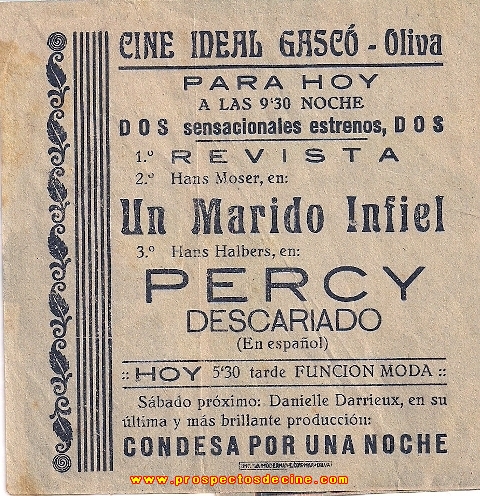 CINE IDEAL GASCÓ - Oliva
PARA HOY
A LAS 9'30 NOCHE
DOS sensacionales estrenos, DOS
1.º REVISTA
2.º Hans Moser, en:
Un Marido Infiel
3.º Hans Halbers, en:
PERCY
DESCARIADO
(En español)
:: HOY 5'30 tarde FUNCION MODA ::
Sábado próximo: Danielle Darrieux, en su
última y más brillante producción:
CONDESA POR UNA NOCHE
www.prospectosdecine.com